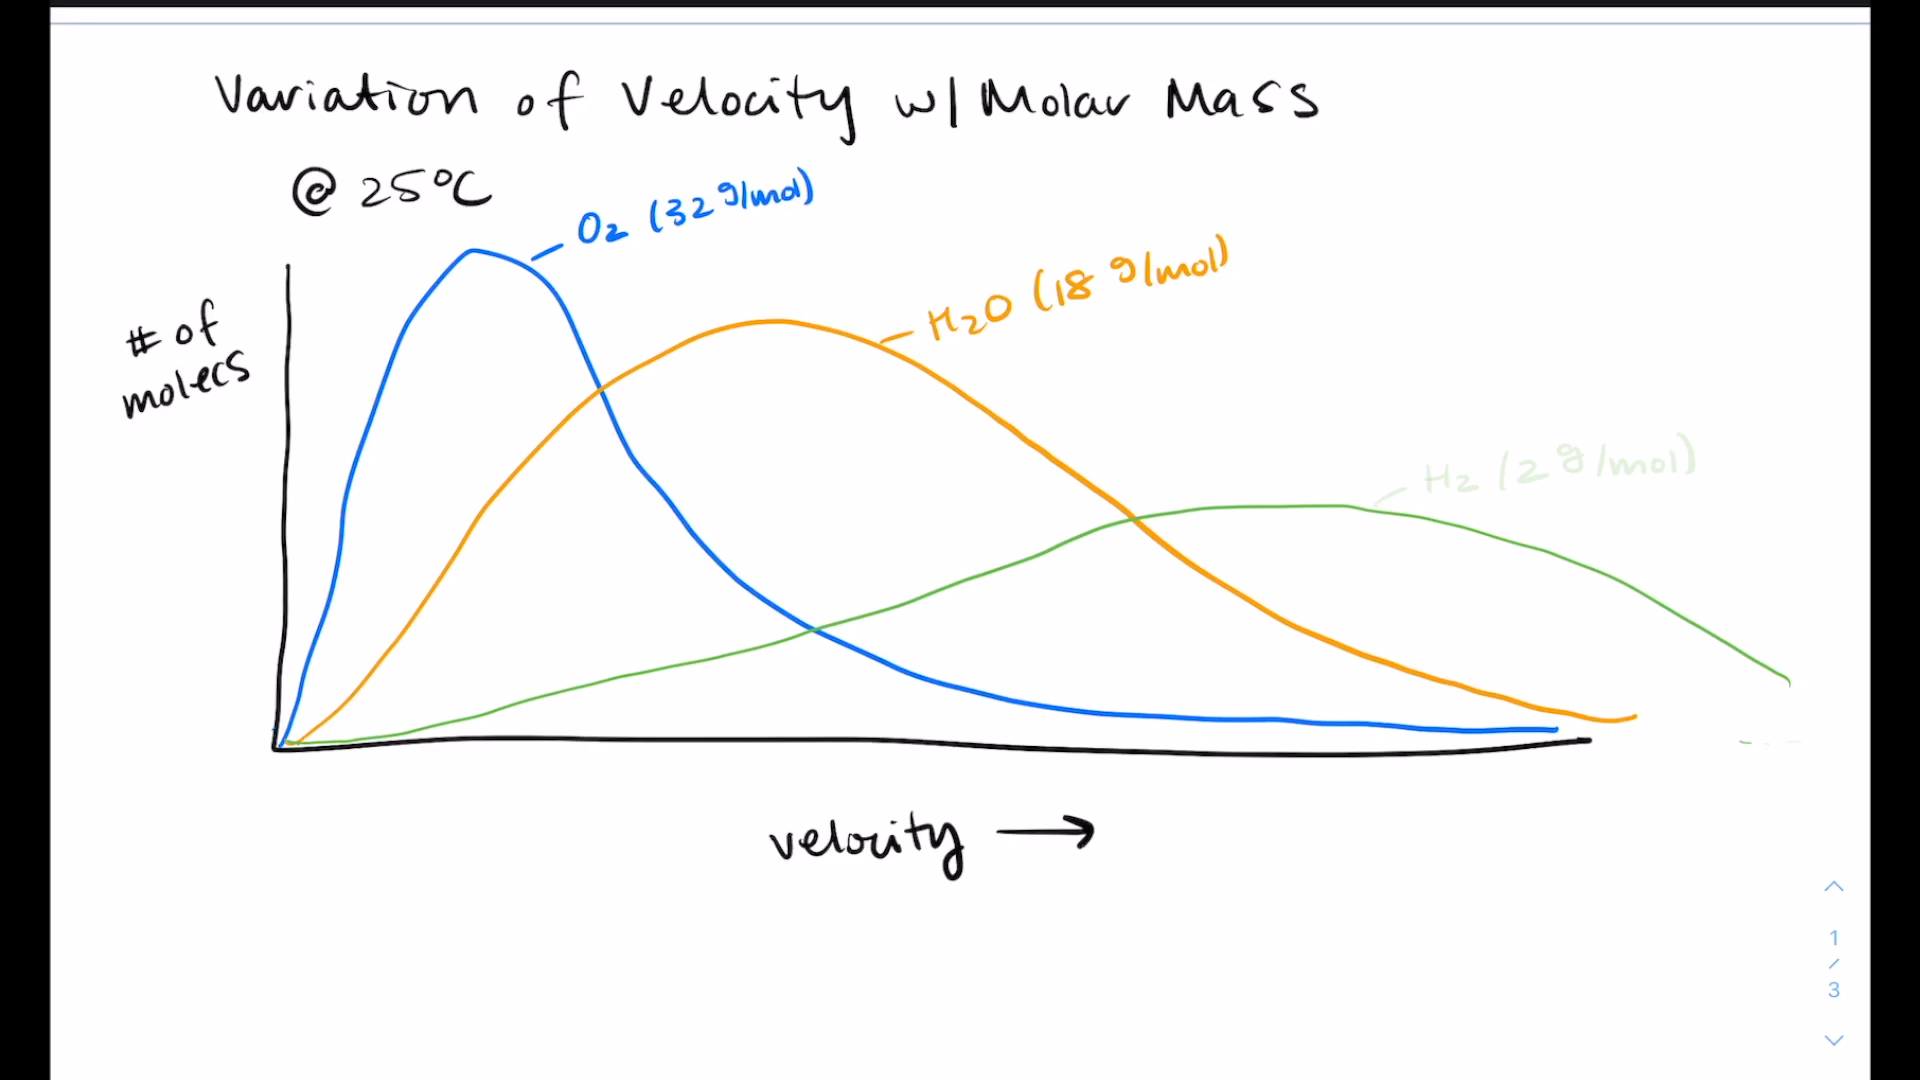 Variation of Velocity w/ Molar Mass
@ 25°C
O₂ (32 g/mol)
H₂O (18 g/mol)
# of
molecs
H₂ (2 g/mol)
velocity →
1
/
3